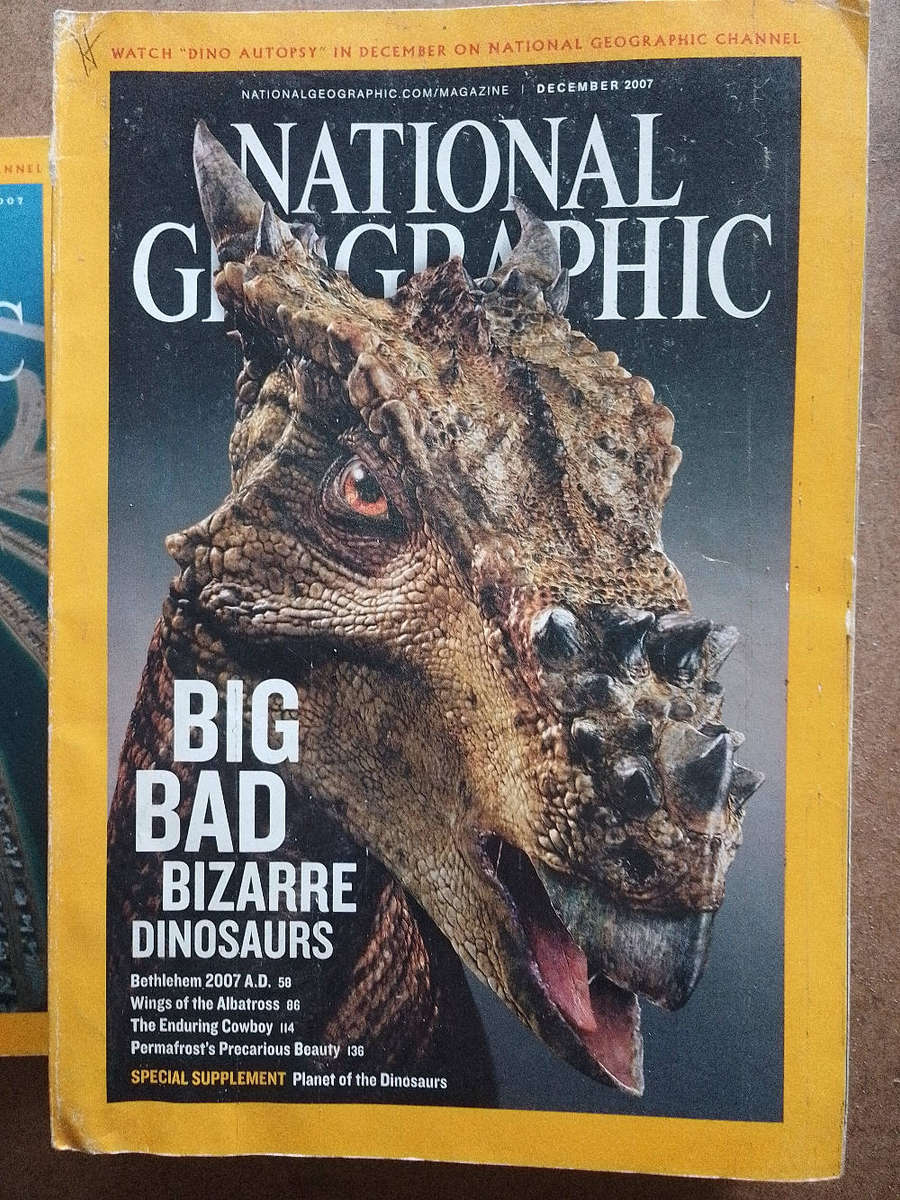 WATCH "DINO AUTOPSY" IN DECEMBER ON NATIONAL GEOGRAPHIC CHANNEL
NATIONALGEOGRAPHIC.COM/MAGAZINE | DECEMBER 2007
NATIONAL
GEOGRAPHIC
BIG
BAD
BIZARRE
DINOSAURS
Bethlehem 2007 A.D. 58
Wings of the Albatross 86
The Enduring Cowboy 114
Permafrost's Precarious Beauty 136
SPECIAL SUPPLEMENT Planet of the Dinosaurs
NNEL
007
C